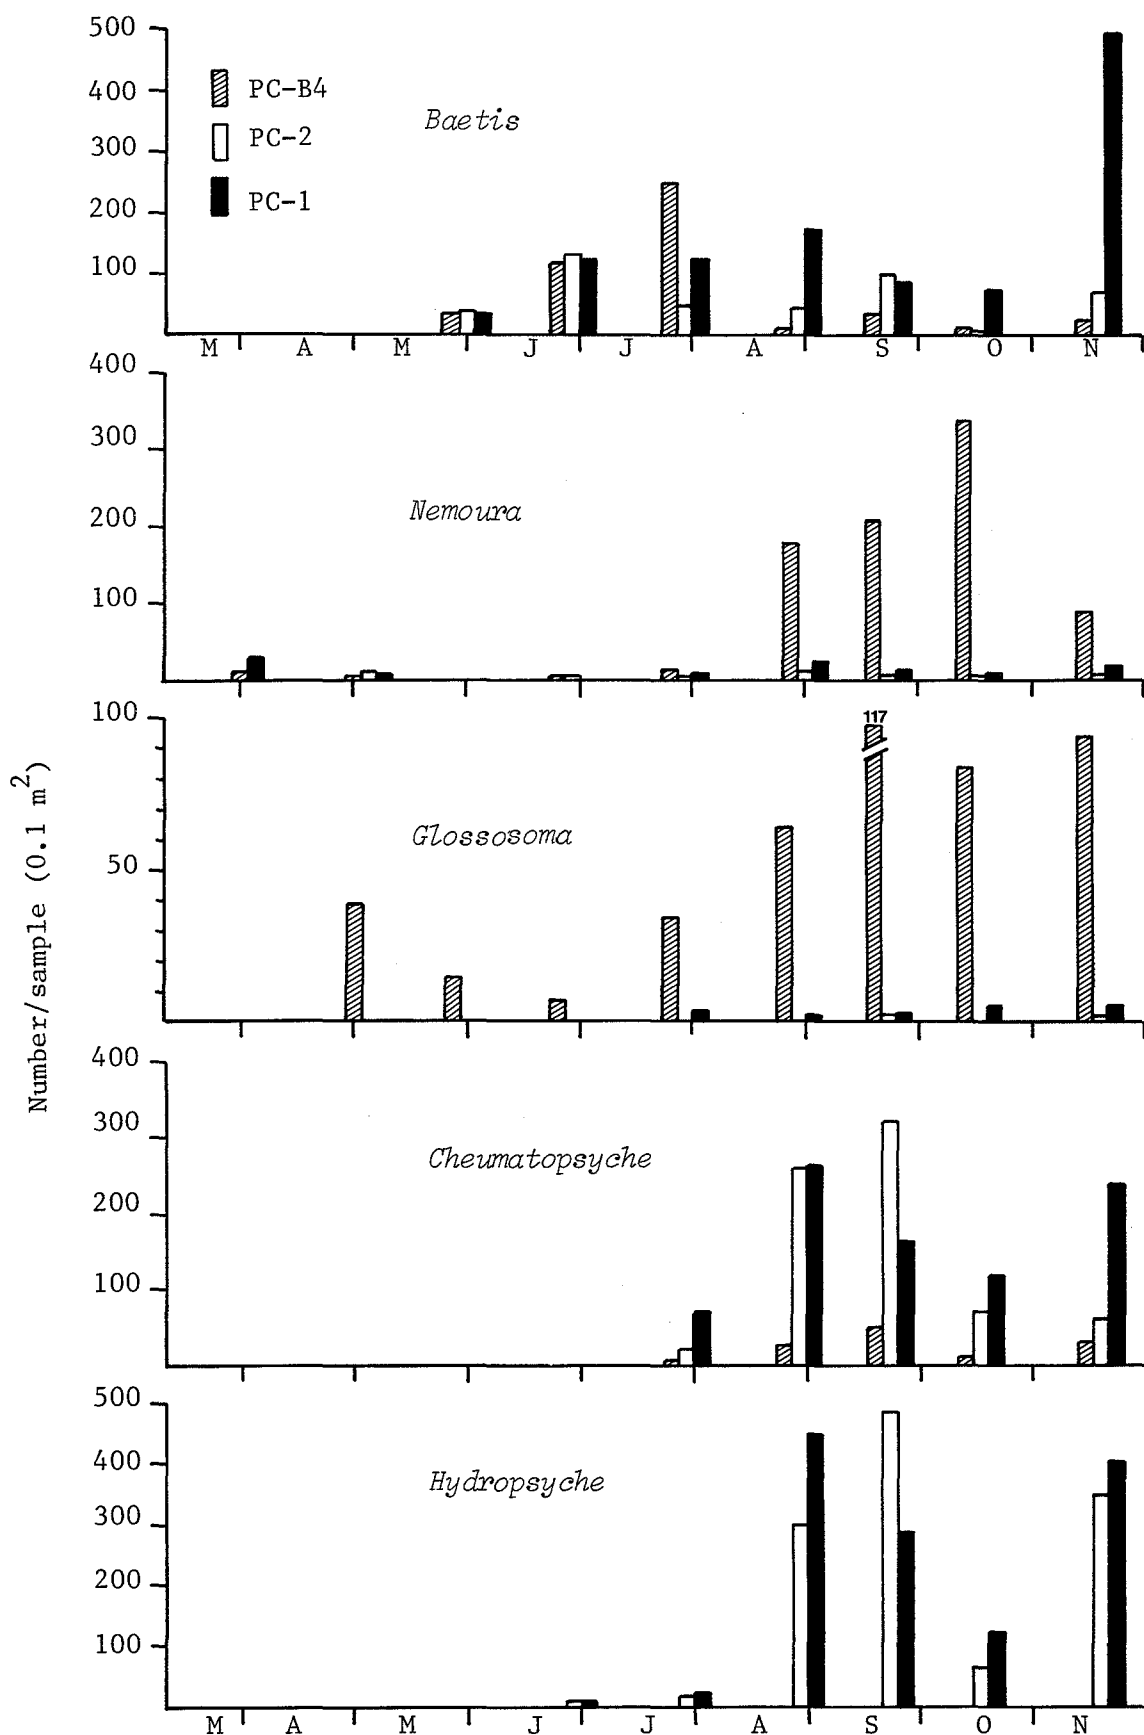 500
400
300
200
100
PC-B4
PC-2
PC-1
Baetis
M A M J J A S O N
400
300
200
100
Nemoura
100
50
117
Glossosoma
Number/sample (0.1 m²)
400
300
200
100
Cheumatopsyche
500
400
300
200
100
Hydropsyche
M A M J J A S O N